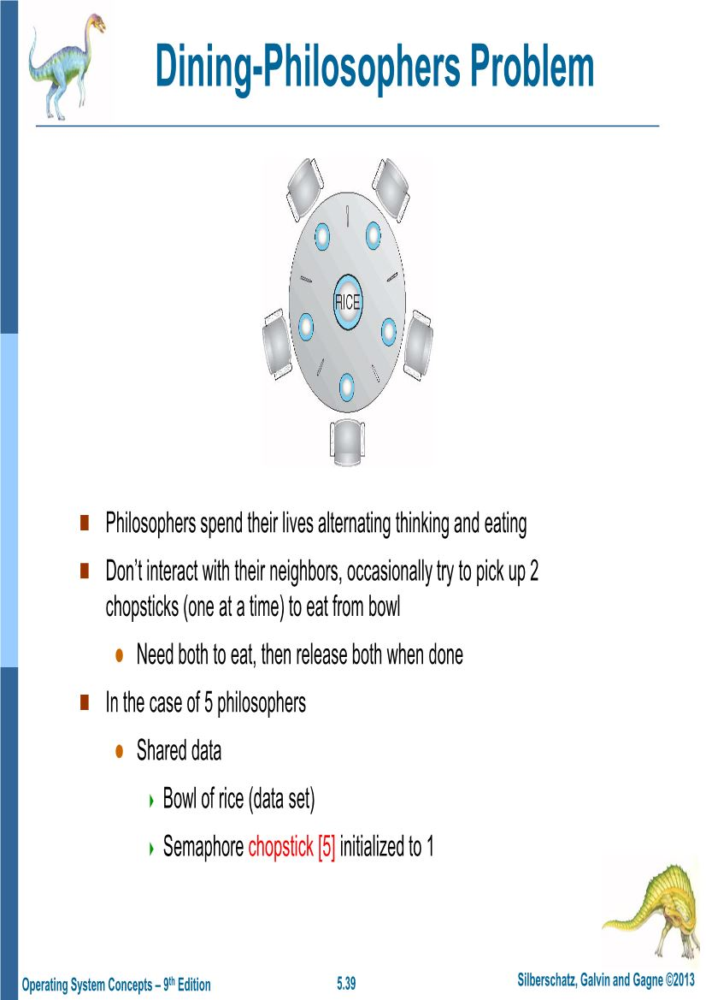 Dining-Philosophers Problem
RICE
Philosophers spend their lives alternating thinking and eating
Don’t interact with their neighbors, occasionally try to pick up 2
chopsticks (one at a time) to eat from bowl
Need both to eat, then release both when done
In the case of 5 philosophers
Shared data
Bowl of rice (data set)
Semaphore chopstick [5] initialized to 1
Operating System Concepts – 9th Edition
5.39
Silberschatz, Galvin and Gagne ©2013